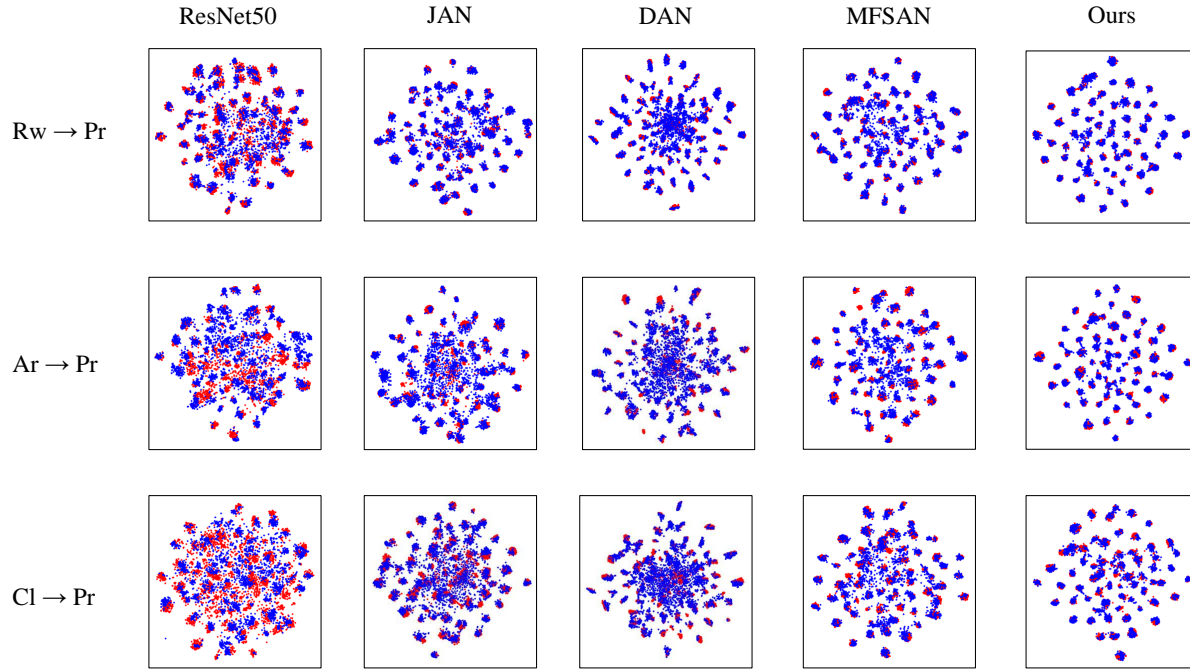 ResNet50 JAN DAN MFSAN Ours
Rw → Pr
Ar → Pr
Cl → Pr